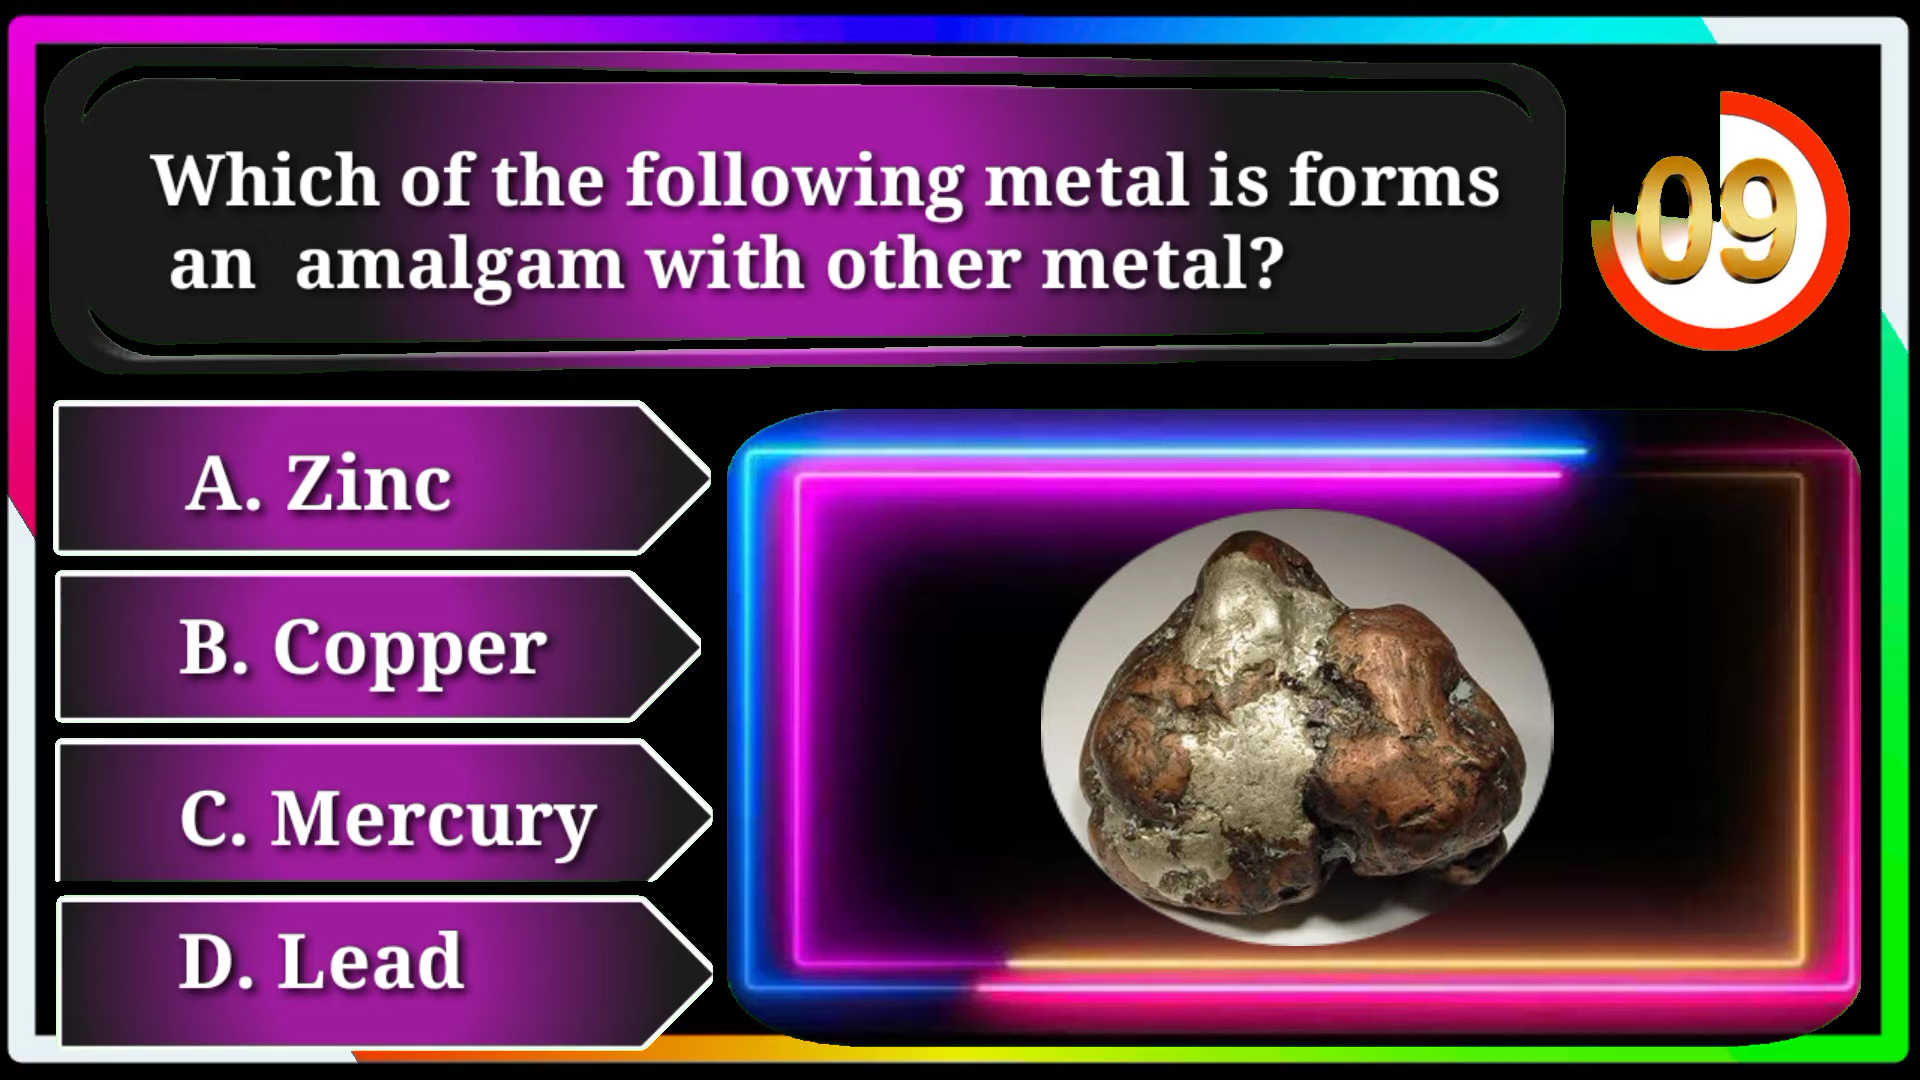 Which of the following metal is forms
an amalgam with other metal?
09
A. Zinc
B. Copper
C. Mercury
D. Lead